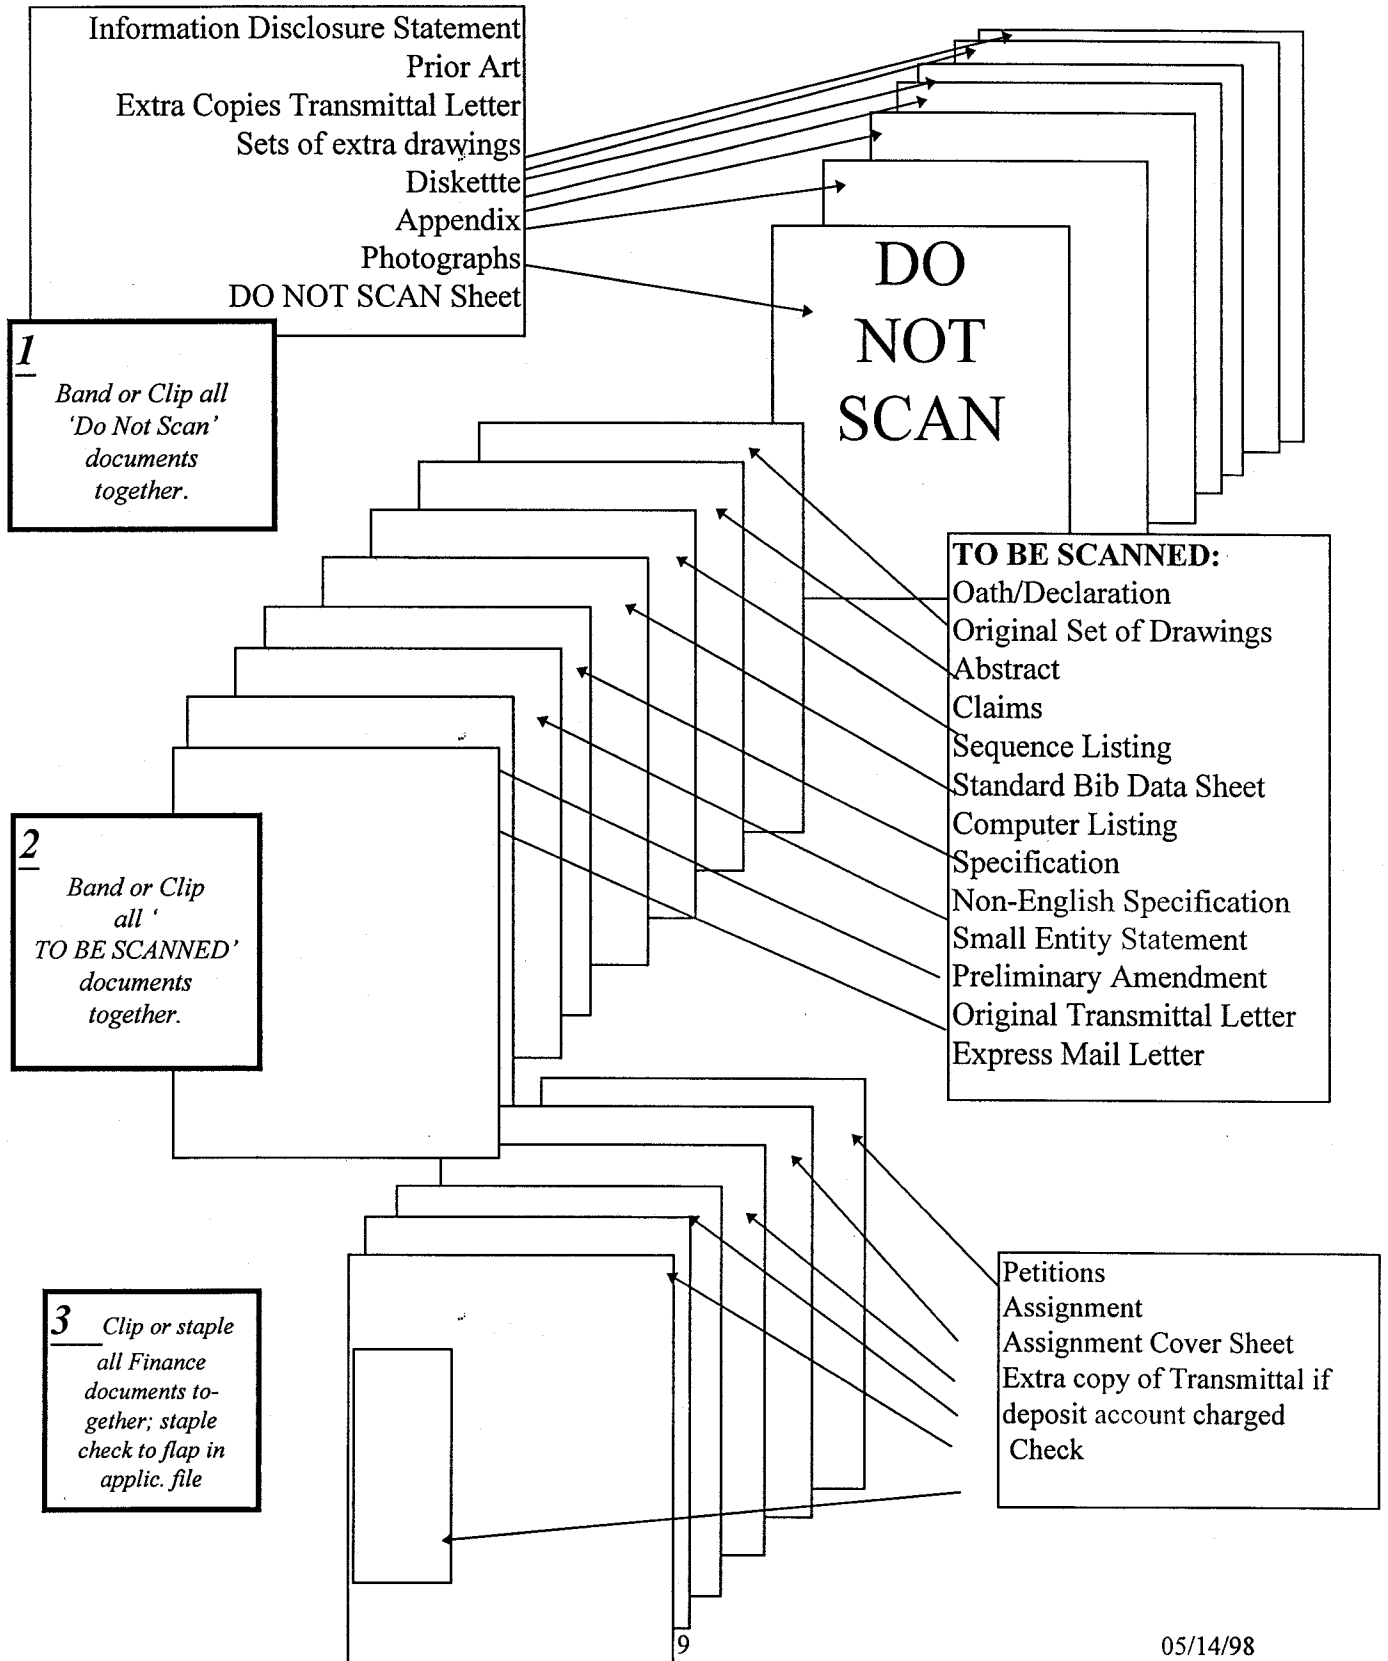 Information Disclosure Statement
Prior Art
Extra Copies Transmittal Letter
Sets of extra drawings
Diskettte
Appendix
Photographs
DO NOT SCAN Sheet
DO
NOT
SCAN
1
Band or Clip all
‘Do Not Scan’
documents
together.
TO BE SCANNED:
Oath/Declaration
Original Set of Drawings
Abstract
Claims
Sequence Listing
Standard Bib Data Sheet
Computer Listing
Specification
Non-English Specification
Small Entity Statement
Preliminary Amendment
Original Transmittal Letter
Express Mail Letter
2
Band or Clip
all ‘
TO BE SCANNED’
documents
together.
Petitions
Assignment
Assignment Cover Sheet
Extra copy of Transmittal if
deposit account charged
Check
3 Clip or staple
all Finance
documents to-
gether; staple
check to flap in
applic. file
9
05/14/98